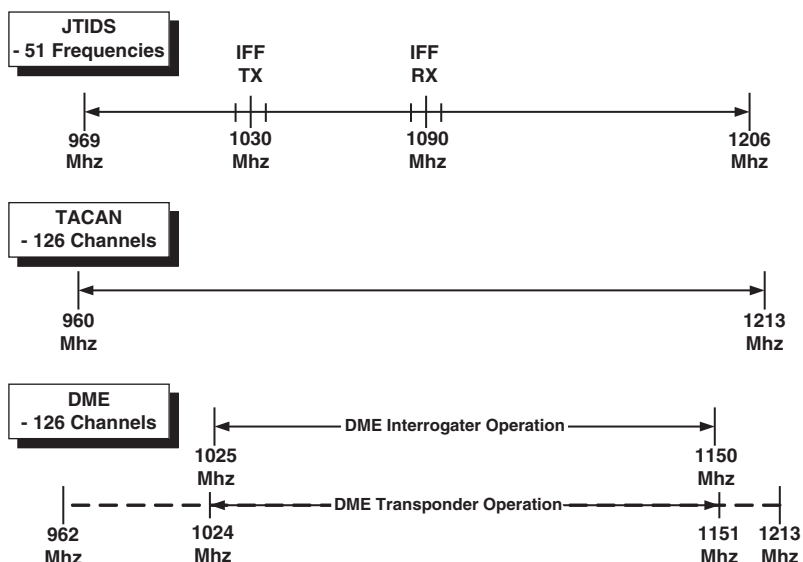 JTIDS
- 51 Frequencies
IFF
TX
IFF
RX
969
Mhz
1030
Mhz
1090
Mhz
1206
Mhz
TACAN
- 126 Channels
960
Mhz
1213
Mhz
DME
- 126 Channels
DME Interrogater Operation
1025
Mhz
1150
Mhz
DME Transponder Operation
962
Mhz
1024
Mhz
1151
Mhz
1213
Mhz